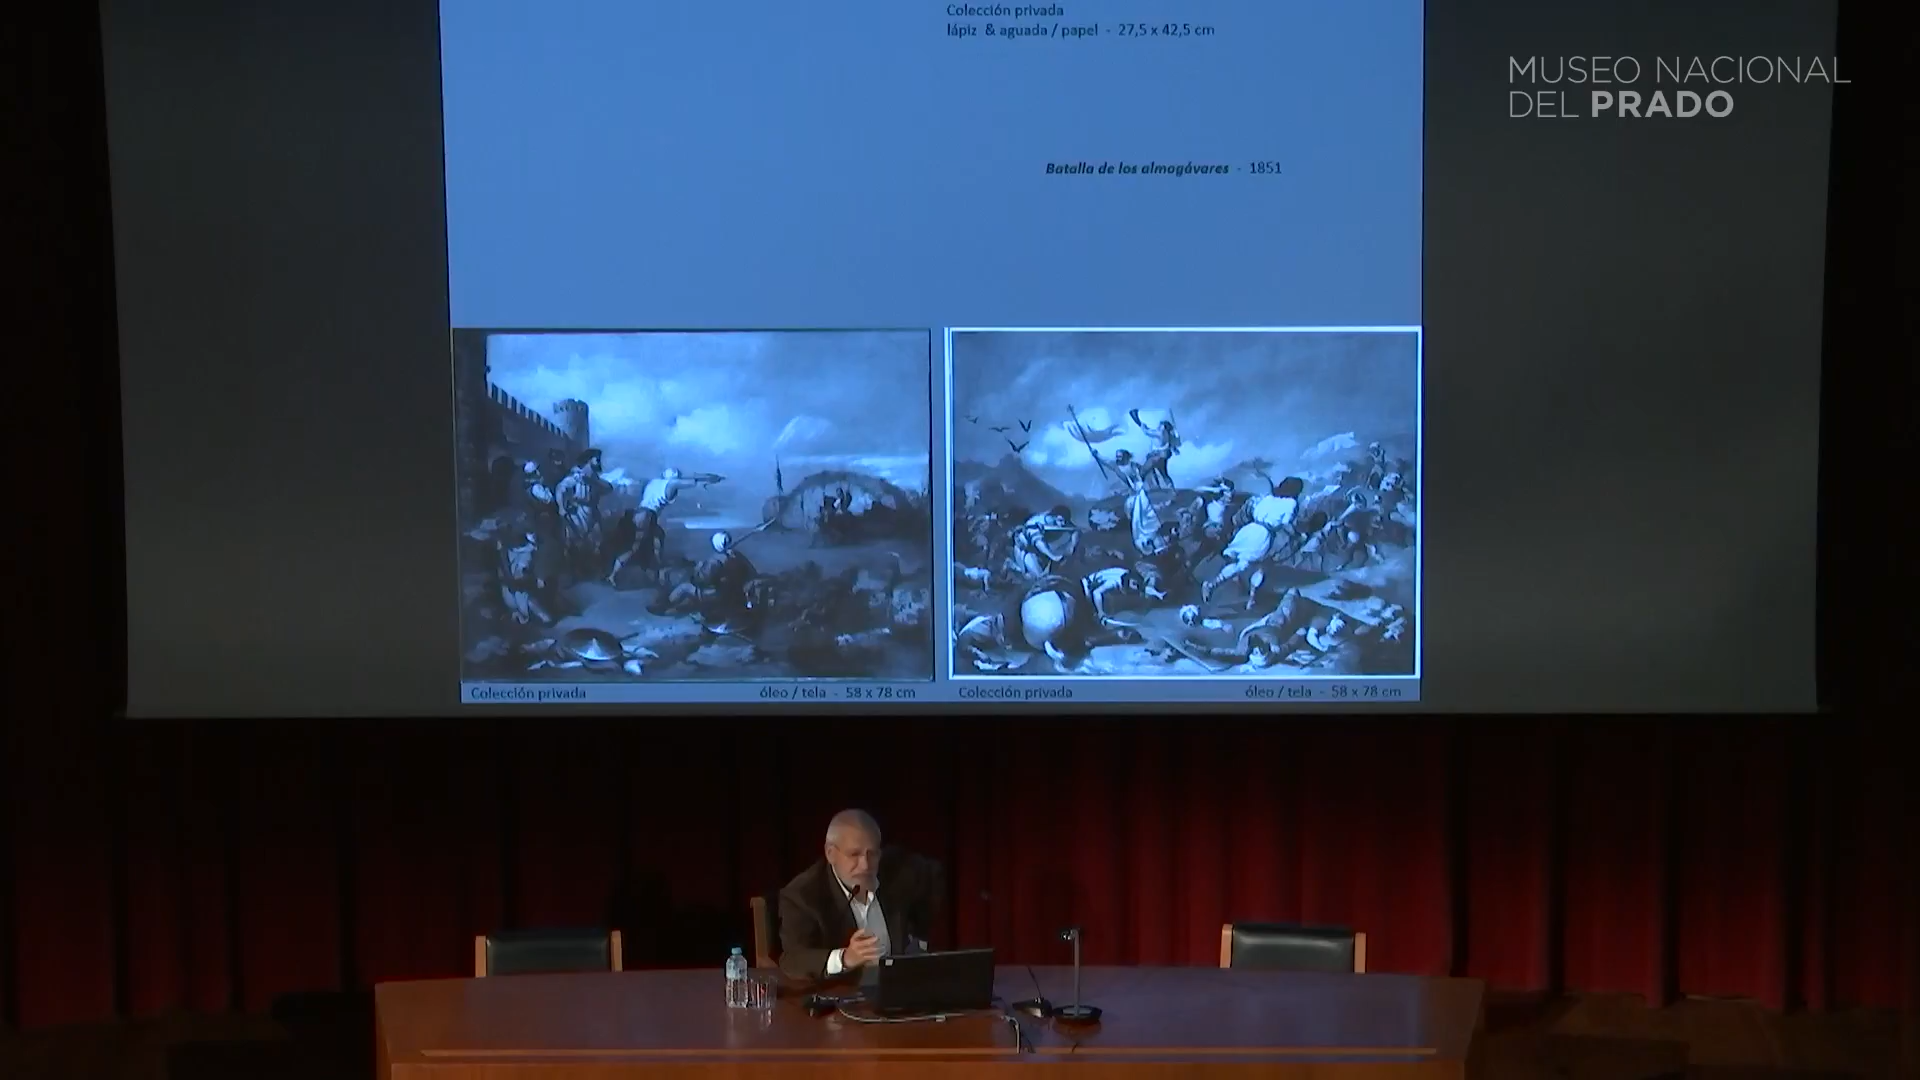 Colección privada
lápiz & aguada / papel - 27,5 x 42,5 cm
MUSEO NACIONAL
DEL PRADO
Batalla de los almogávares - 1851
Colección privada óleo / tela - 58 x 78 cm
Colección privada óleo / tela - 58 x 78 cm